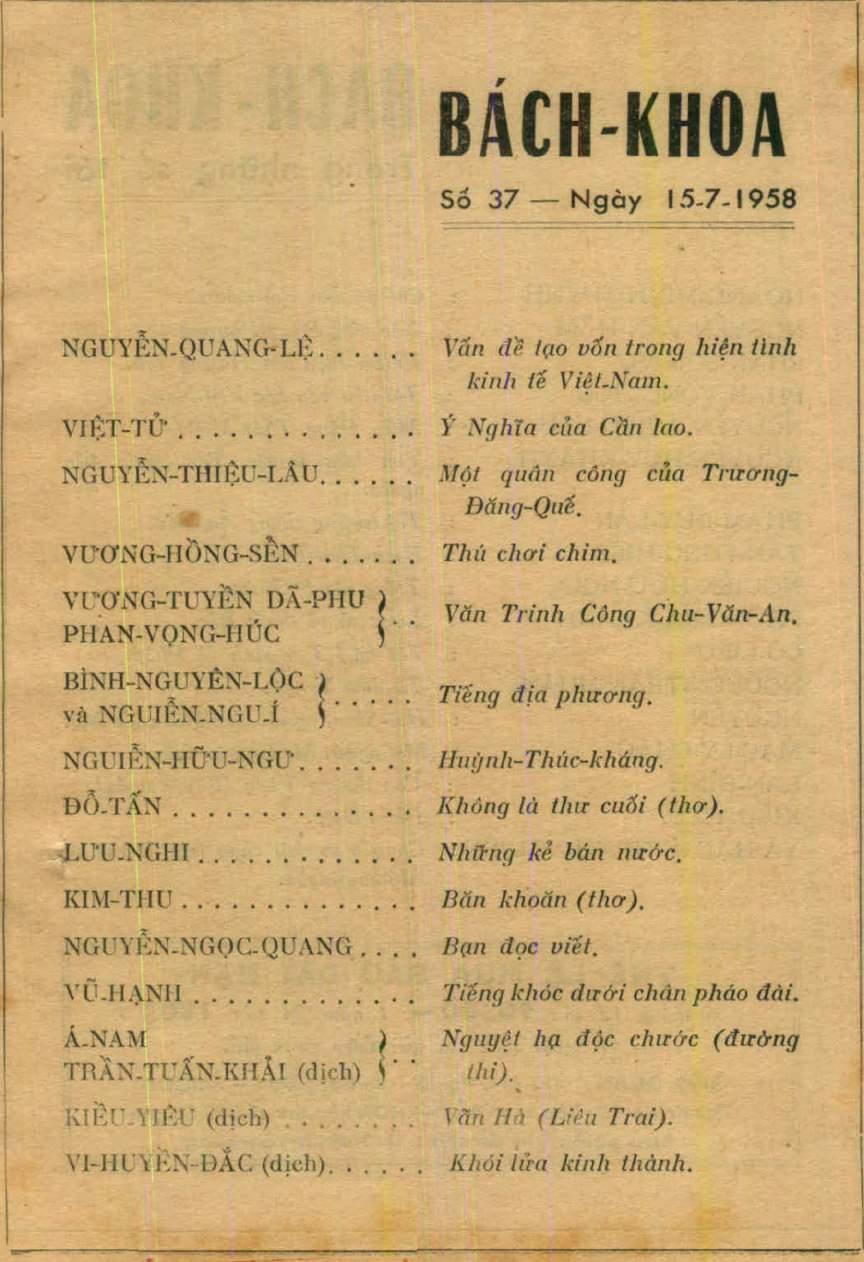 BÁCH-KHOA
Số 37 — Ngày 15-7-1958
NGUYỄN-QUANG-LỆ. . . . . . Vấn đề tạo vốn trong hiện tình
kinh tế Việt-Nam.
VIỆT-TỬ . . . . . . . . . . . . . . Ý Nghĩa của Cần lao.
NGUYỄN-THIỆU-LÂU. . . . . . Một quân công của Trương-
Đăng-Quế.
VƯƠNG-HỒNG-SỀN . . . . . . . Thú chơi chim.
VƯƠNG-TUYỀN DÃ-PHU } . . Văn Trinh Công Chu-Văn-An.
PHAN-VỌNG-HÚC
BÌNH-NGUYÊN-LỘC } . . . . . Tiếng địa phương.
và NGUIỄN-NGU-Í
NGUIỄN-HỮU-NGƯ. . . . . . . Huỳnh-Thúc-kháng.
ĐỖ-TẤN . . . . . . . . . . . . . . Không là thư cuối (thơ).
LƯU-NGHI . . . . . . . . . . . . . Những kẻ bán nước.
KIM-THU . . . . . . . . . . . . . . Băn khoăn (thơ).
NGUYỄN-NGỌC-QUANG . . . . Bạn đọc viết.
VŨ-HẠNH . . . . . . . . . . . . . Tiếng khóc dưới chân pháo đài.
Á-NAM } . . Nguyệt hạ độc chước (đường
TRẦN-TUẤN-KHẢI (dịch) thi).
KIỀU-YIÊU (dịch) . . . . . . . . Văn Hà (Liêu Trai).
VI-HUYỀN-ĐẮC (dịch). . . . . . Khói lửa kinh thành.